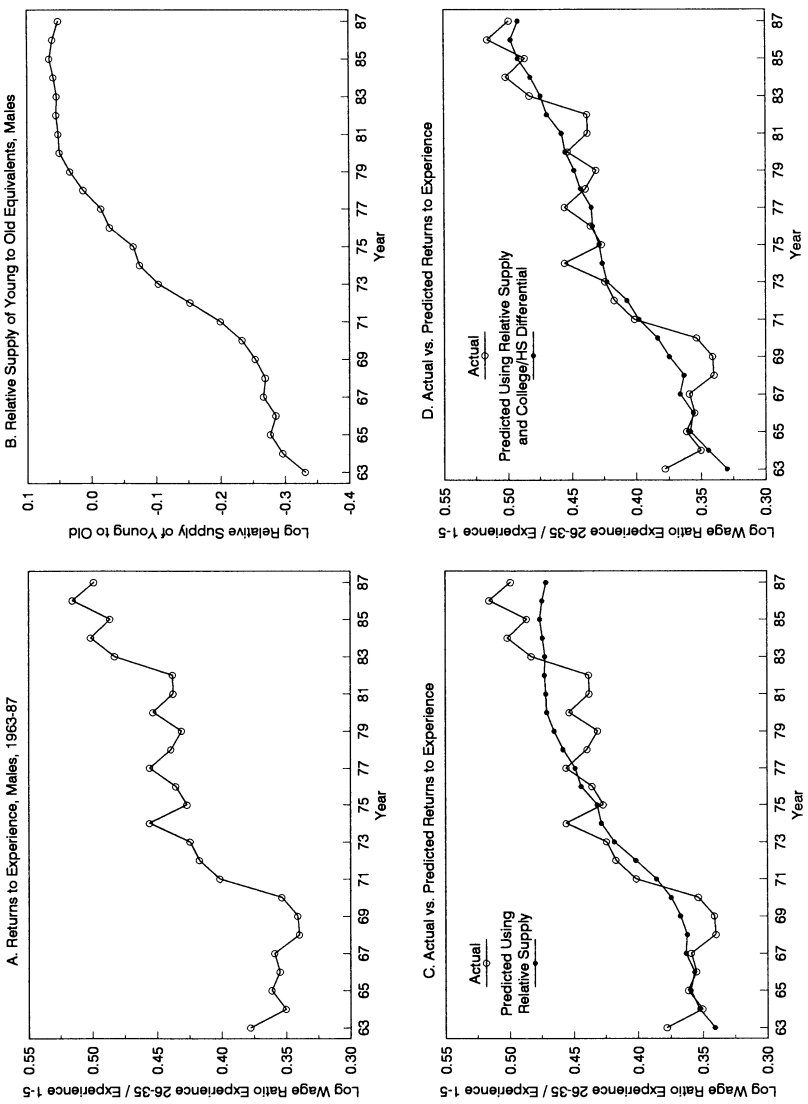 A. Returns to Experience, Males, 1963-87
Log Wage Ratio Experience 26-35 / Experience 1-5
0.55
0.50
0.45
0.40
0.35
0.30
63 65 67 69 71 73 75 77 79 81 83 85 87
Year
B. Relative Supply of Young to Old Equivalents, Males
Log Relative Supply of Young to Old
0.1
0.0
-0.1
-0.2
-0.3
-0.4
63 65 67 69 71 73 75 77 79 81 83 85 87
Year
C. Actual vs. Predicted Returns to Experience
Log Wage Ratio Experience 26-35 / Experience 1-5
0.55
0.50
0.45
0.40
0.35
0.30
Actual
Predicted Using
Relative Supply
63 65 67 69 71 73 75 77 79 81 83 85 87
Year
D. Actual vs. Predicted Returns to Experience
Log Wage Ratio Experience 26-35 / Experience 1-5
0.55
0.50
0.45
0.40
0.35
0.30
Actual
Predicted Using Relative Supply
and College/HS Differential
63 65 67 69 71 73 75 77 79 81 83 85 87
Year